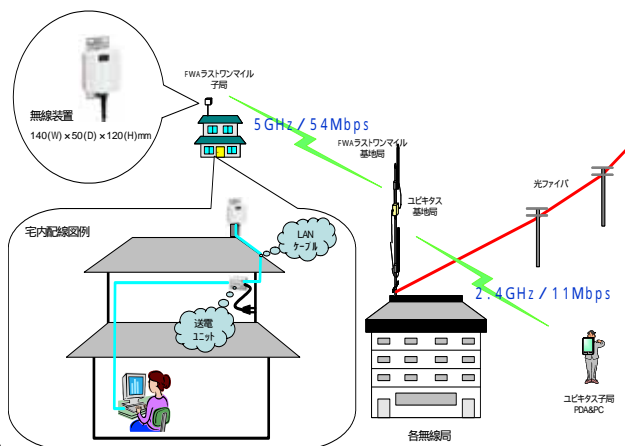 FWAラストワンマイル
子局
無線装置
140(W)×50(D)×120(H)mm
5GHz/54Mbps
FWAラストワンマイル
基地局
ユビキタス
基地局
光ファイバ
宅内配線図例
LAN
ケーブル
送電
ユニット
2.4GHz/11Mbps
ユビキタス子局
PDA&PC
各無線局